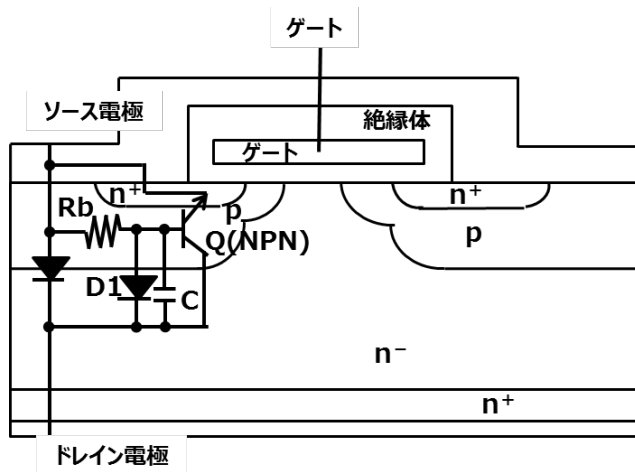 ゲート
ソース電極
絶縁体
ゲート
n+
n+
Rb
p
p
Q(NPN)
D1
C
n−
n+
ドレイン電極